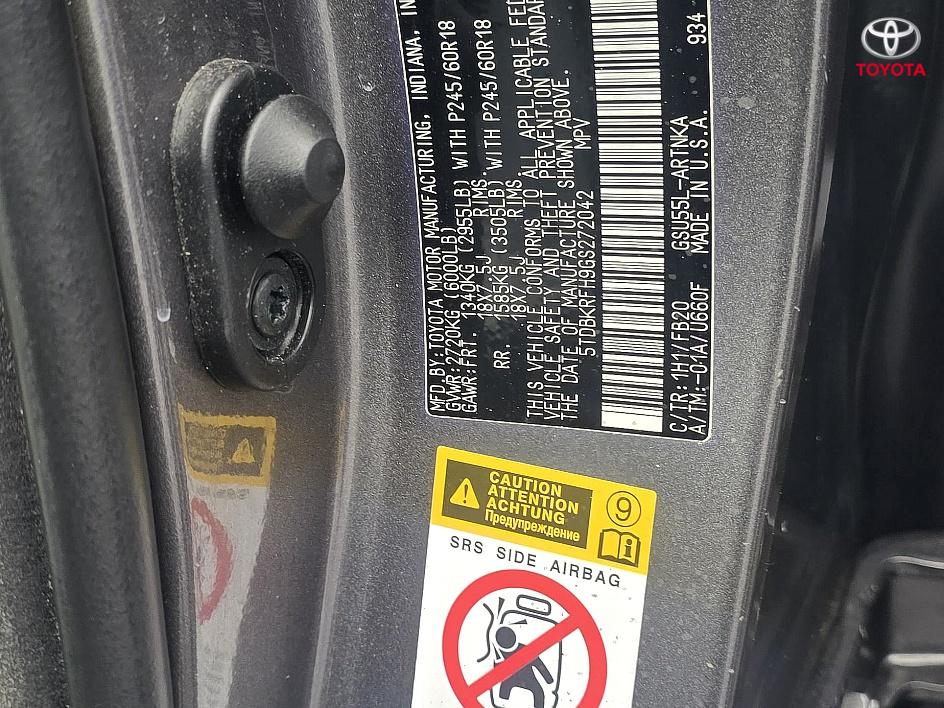 TOYOTA
MFD.BY:TOYOTA MOTOR MANUFACTURING, INDIANA, IN
GVWR:2720KG (6000LB)
GAWR:FRT. 1340KG (2955LB) WITH P245/60R18
18X7.5J RIMS.
RR. 1585KG (3505LB) WITH P245/60R18
18X7.5J RIMS.
THIS VEHICLE CONFORMS TO ALL APPLICABLE FED
VEHICLE SAFETY AND THEFT PREVENTION STANDAR
THE DATE OF MANUFACTURE SHOWN ABOVE.
5TDBKRFH9GS272042 MPV
C/TR:1H1/FB20 GSU55L-ARTNKA 934
A/TM:-01A/U660F MADE IN U.S.A.
CAUTION
ATTENTION
ACHTUNG
Предупреждение
9
SRS SIDE AIRBAG